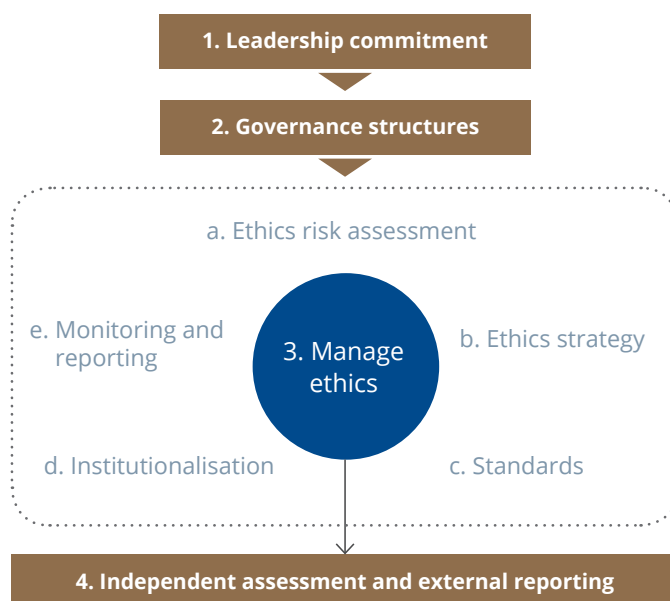 1. Leadership commitment
2. Governance structures
a. Ethics risk assessment
b. Ethics strategy
c. Standards
d. Institutionalisation
e. Monitoring and
reporting
3. Manage
ethics
4. Independent assessment and external reporting